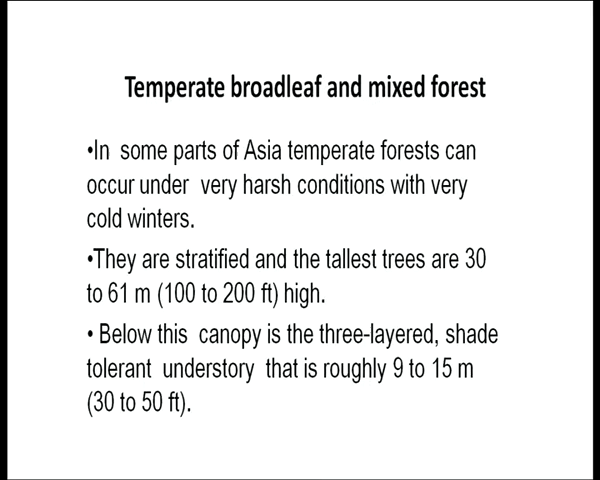 Temperate broadleaf and mixed forest
•In some parts of Asia temperate forests can
occur under very harsh conditions with very
cold winters.
•They are stratified and the tallest trees are 30
to 61 m (100 to 200 ft) high.
• Below this canopy is the three-layered, shade
tolerant understory that is roughly 9 to 15 m
(30 to 50 ft).